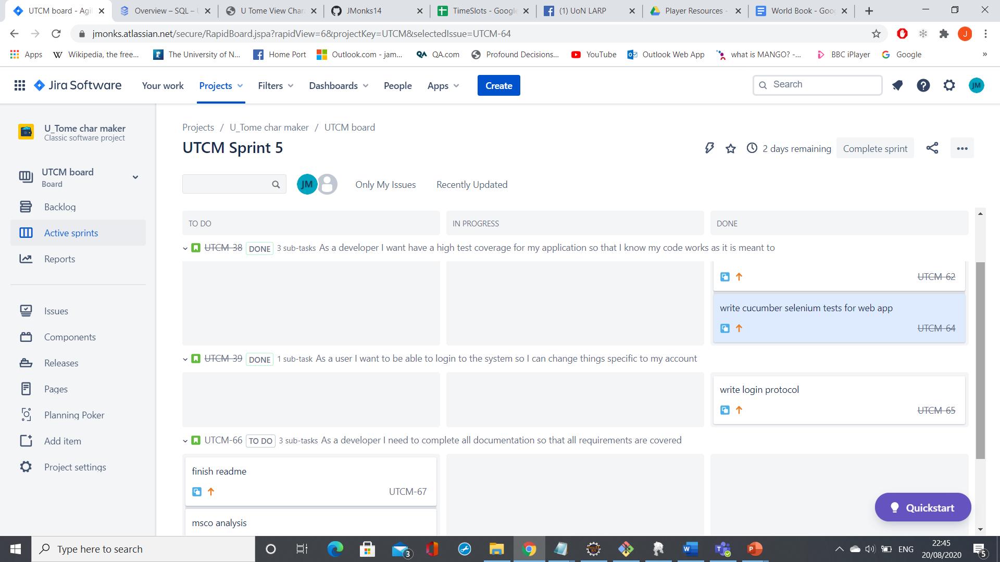 UTCM board - Agil
Overview – SQL – U
U Tome View Char
JMonks14
TimeSlots - Google
(1) UoN LARP
Player Resources -
World Book - Goo
jmonks.atlassian.net/secure/RapidBoard.jspa?rapidView=6&projectKey=UTCM&selectedIssue=UTCM-64
J
Apps
Wikipedia, the free...
The University of N...
Home Port
Outlook.com - jam...
QA.com
Profound Decisions...
YouTube
Outlook Web App
what is MANGO? -...
BBC iPlayer
Google
»
Jira Software
Your work
Projects
Filters
Dashboards
People
Apps
Create
Search
JM
U_Tome char maker
Classic software project
UTCM board
Board
Backlog
Active sprints
Reports
Issues
Components
Releases
Pages
Planning Poker
Add item
Project settings
Projects / U_Tome char maker / UTCM board
UTCM Sprint 5
2 days remaining
Complete sprint
JM
Only My Issues
Recently Updated
TO DO
IN PROGRESS
DONE
UTCM-38 DONE 3 sub-tasks As a developer I want have a high test coverage for my application so that I know my code works as it is meant to
UTCM-62
write cucumber selenium tests for web app
UTCM-64
UTCM-39 DONE 1 sub-task As a user I want to be able to login to the system so I can change things specific to my account
write login protocol
UTCM-65
UTCM-66 TO DO 3 sub-tasks As a developer I need to complete all documentation so that all requirements are covered
finish readme
UTCM-67
msco analysis
Quickstart
Type here to search
3
ENG
22:45
20/08/2020
5